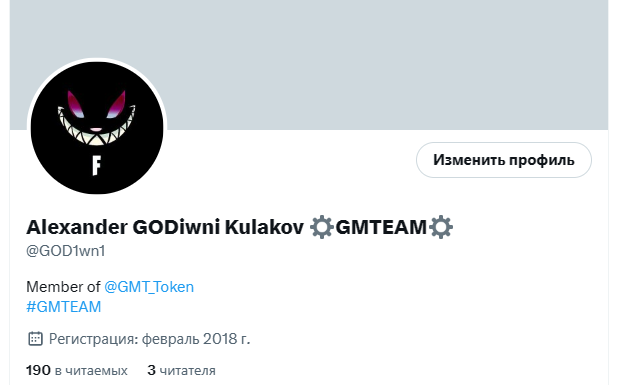 F
Изменить профиль
Alexander GODiwni Kulakov ⚙️GMTEAM⚙️
@GOD1wn1
Member of @GMT_Token
#GMTEAM
Регистрация: февраль 2018 г.
190 в читаемых 3 читателя